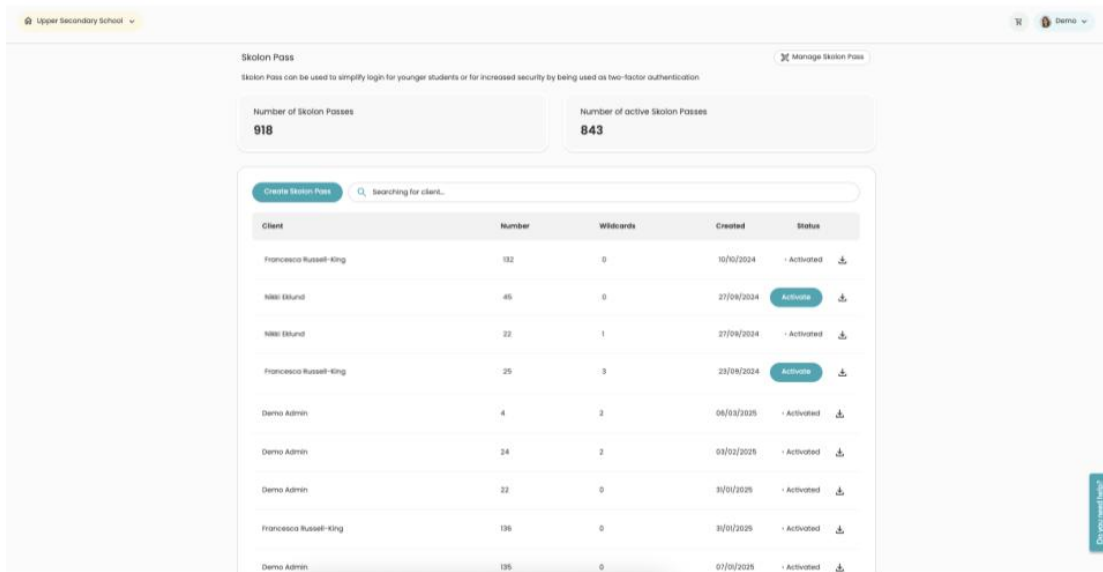 Upper Secondary School
Demo
Skolon Pass
Manage Skolon Pass
Skolon Pass can be used to simplify login for younger students or for increased security by being used as two-factor authentication
Number of Skolon Passes
918
Number of active Skolon Passes
843
Create Skolon Pass
Searching for client...
Client Number Wildcards Created Status
Francesca Russell-King 132 0 10/10/2024 Activated
Nikki Eklund 45 0 27/09/2024 Activate
Nikki Eklund 22 1 27/09/2024 Activated
Francesca Russell-King 25 3 23/09/2024 Activate
Demo Admin 4 2 06/03/2025 Activated
Demo Admin 24 2 03/02/2025 Activated
Demo Admin 22 0 31/01/2025 Activated
Francesca Russell-King 136 0 31/01/2025 Activated
Demo Admin 135 0 07/01/2025 Activated
Do you need help?